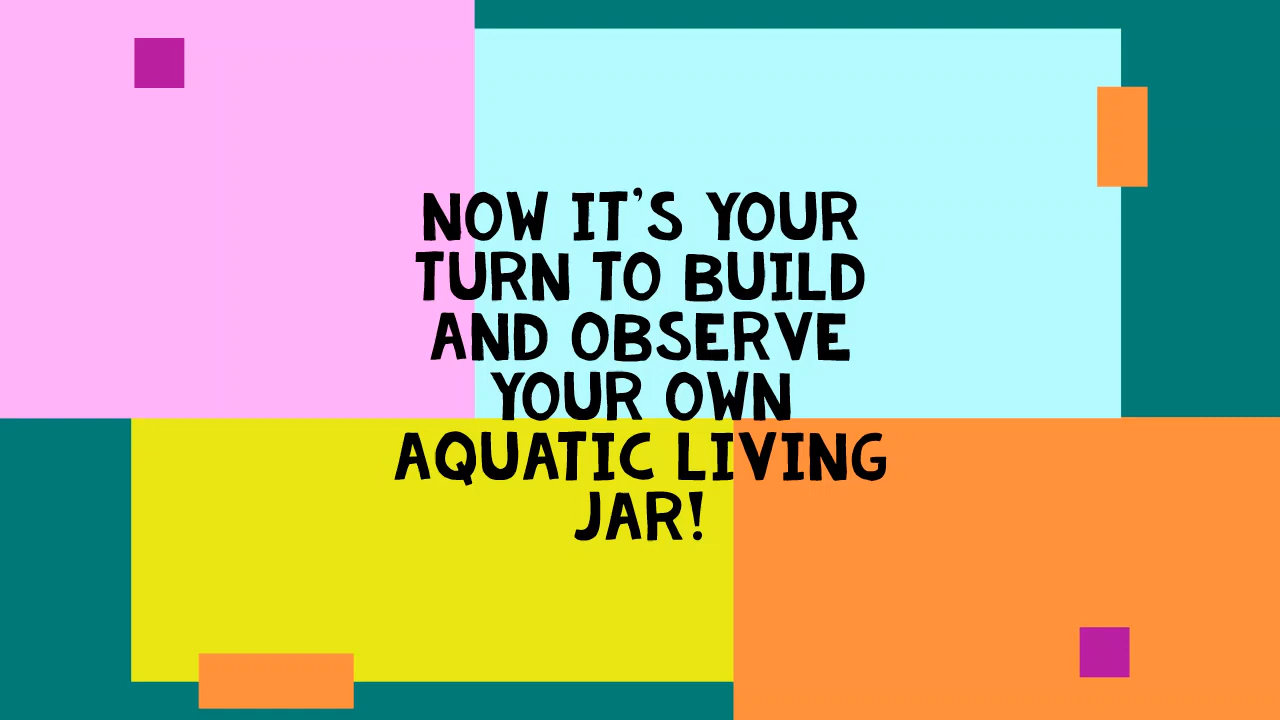 NOW IT'S YOUR
TURN TO BUILD
AND OBSERVE
YOUR OWN
AQUATIC LIVING
JAR!